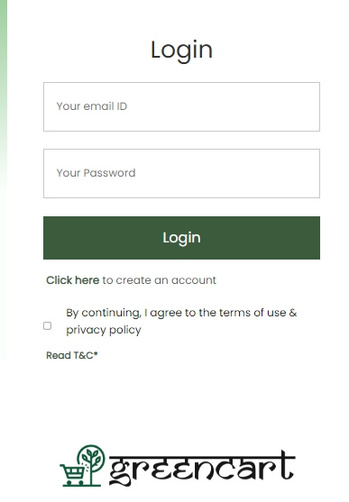 Login
Your email ID
Your Password
Login
Click here to create an account
By continuing, I agree to the terms of use &
privacy policy
Read T&C*
greencart